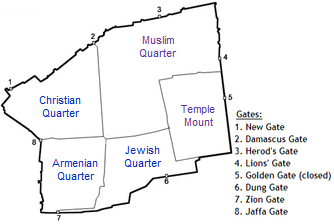 3
Muslim
Quarter
2
4
1
Christian
Quarter
Temple
Mount
5
8
Armenian
Quarter
Jewish
Quarter
6
7
Gates:
1. New Gate
2. Damascus Gate
3. Herod's Gate
4. Lions' Gate
5. Golden Gate (closed)
6. Dung Gate
7. Zion Gate
8. Jaffa Gate